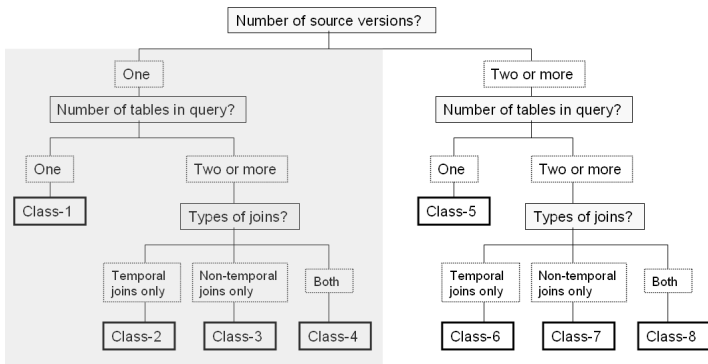 Number of source versions?
One
Two or more
Number of tables in query?
Number of tables in query?
One
Two or more
One
Two or more
Class-1
Types of joins?
Class-5
Types of joins?
Temporal
joins only
Non-temporal
joins only
Both
Temporal
joins only
Non-temporal
joins only
Both
Class-2
Class-3
Class-4
Class-6
Class-7
Class-8